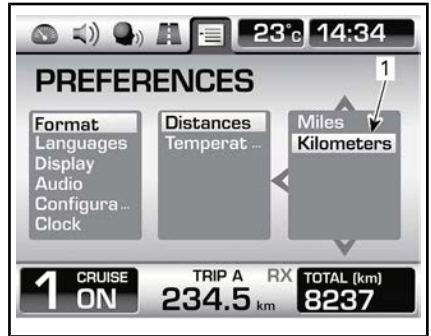 23°c 14:34
PREFERENCES
1
Format
Languages
Display
Audio
Configura...
Clock
Distances
Temperat ...
Miles
Kilometers
1 CRUISE ON
TRIP A RX
234.5 km
TOTAL (km)
8237